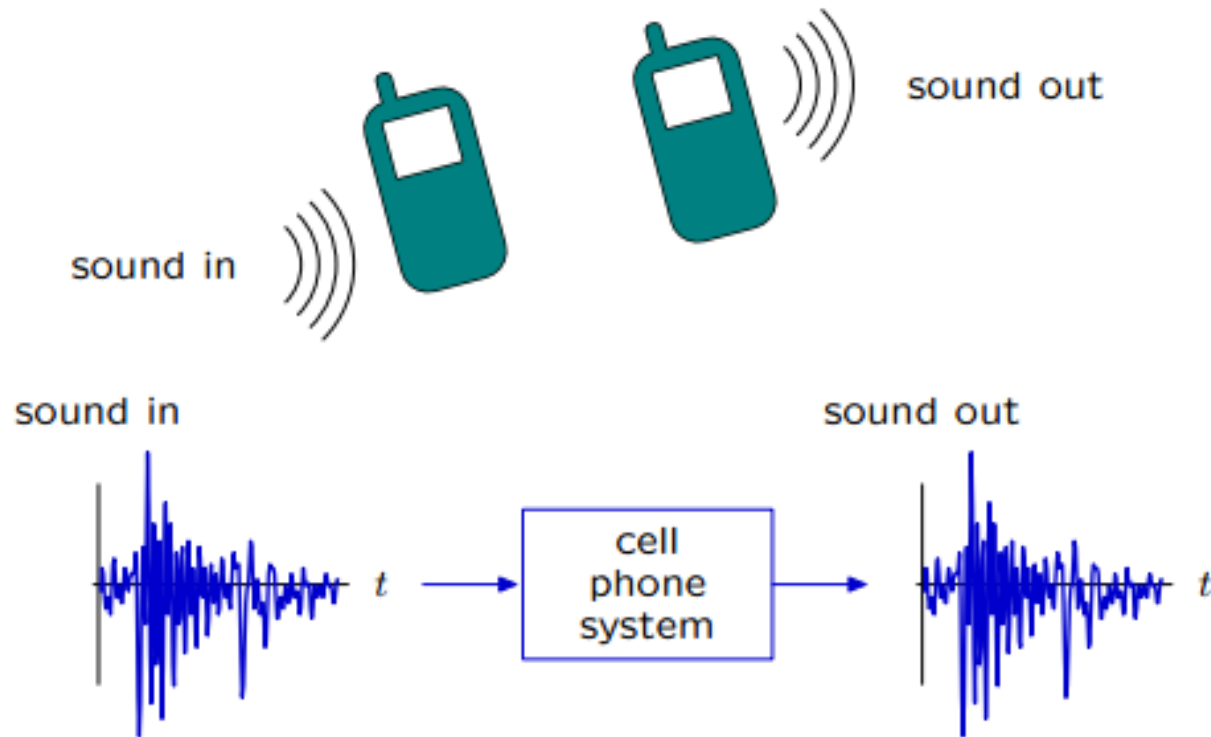 sound out
sound in
sound in
sound out
cell
phone
system
t
t